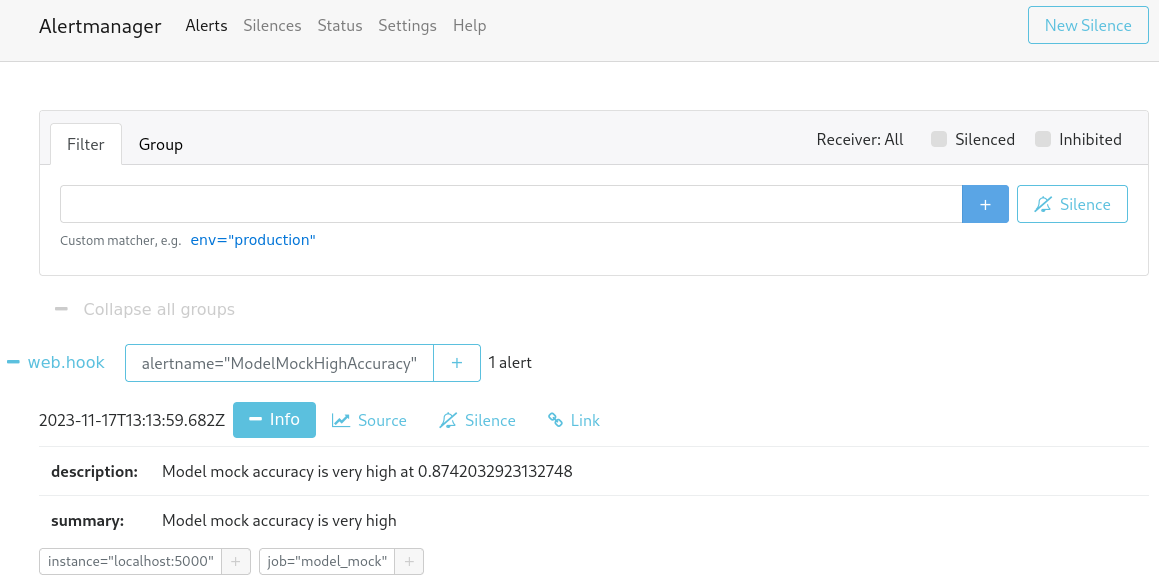 Alertmanager Alerts Silences Status Settings Help New Silence
Filter Group Receiver: All Silenced Inhibited
+ Silence
Custom matcher, e.g. env="production"
Collapse all groups
web.hook alertname="ModelMockHighAccuracy" + 1 alert
2023-11-17T13:13:59.682Z Info Source Silence Link
description: Model mock accuracy is very high at 0.8742032923132748
summary: Model mock accuracy is very high
instance="localhost:5000" + job="model_mock" +